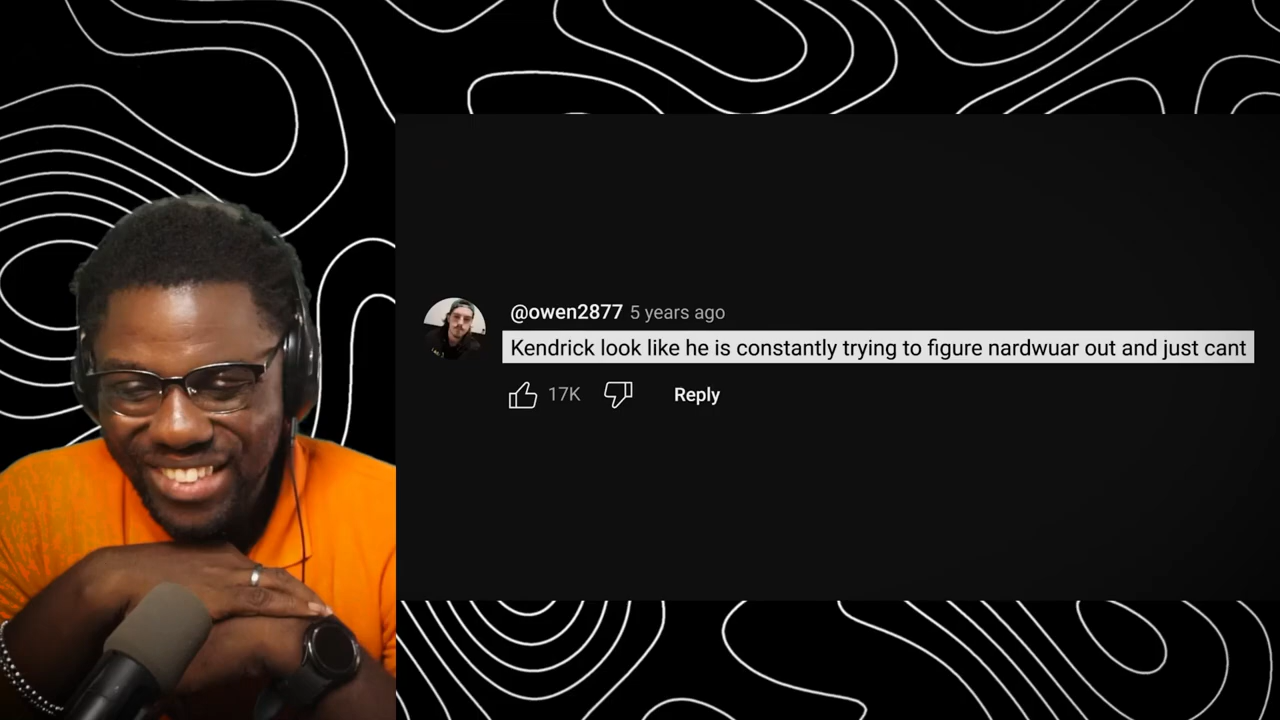 @owen2877 5 years ago
Kendrick look like he is constantly trying to figure nardwuar out and just cant
17K Reply